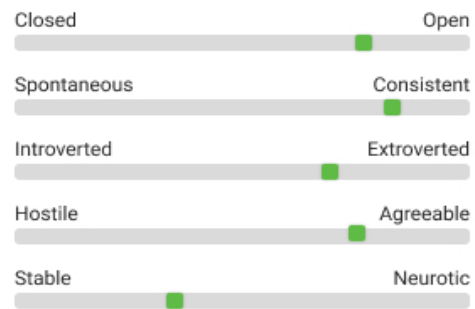 Closed Open
Spontaneous Consistent
Introverted Extroverted
Hostile Agreeable
Stable Neurotic